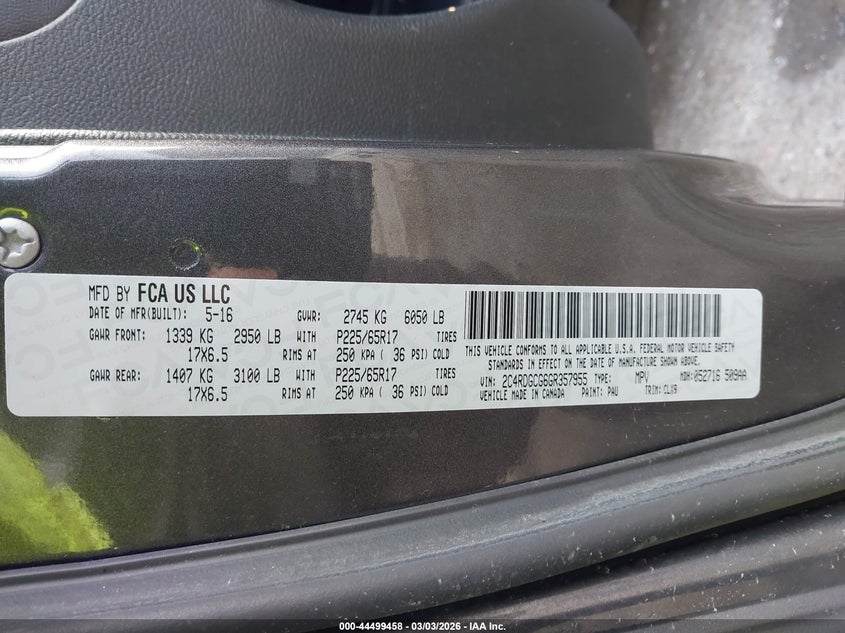 MFD BY FCA US LLC
DATE OF MFR(BUILT): 5-16 GVWR: 2745 KG 6050 LB
GAWR FRONT: 1339 KG 2950 LB WITH P225/65R17 TIRES
17X6.5 RIMS AT 250 KPA ( 36 PSI) COLD
GAWR REAR: 1407 KG 3100 LB WITH P225/65R17 TIRES
17X6.5 RIMS AT 250 KPA ( 36 PSI) COLD
THIS VEHICLE CONFORMS TO ALL APPLICABLE U.S.A. FEDERAL MOTOR VEHICLE SAFETY
STANDARDS IN EFFECT ON THE DATE OF MANUFACTURE SHOWN ABOVE.
VIN: 2C4RDGCG6GR357955 TYPE: MPV MDH: 052716 509AA
VEHICLE MADE IN CANADA PAINT: PAU TRIM: CLX9
000-44499458 - 03/03/2026 - IAA Inc.